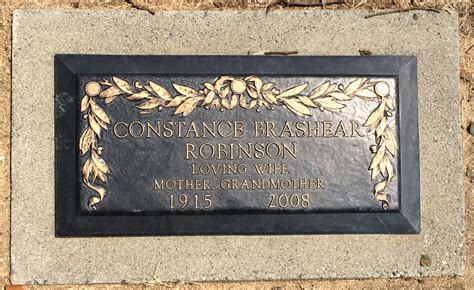 CONSTANCE BRASHEAR
ROBINSON
LOVING WIFE
MOTHER, GRANDMOTHER
1915 2008